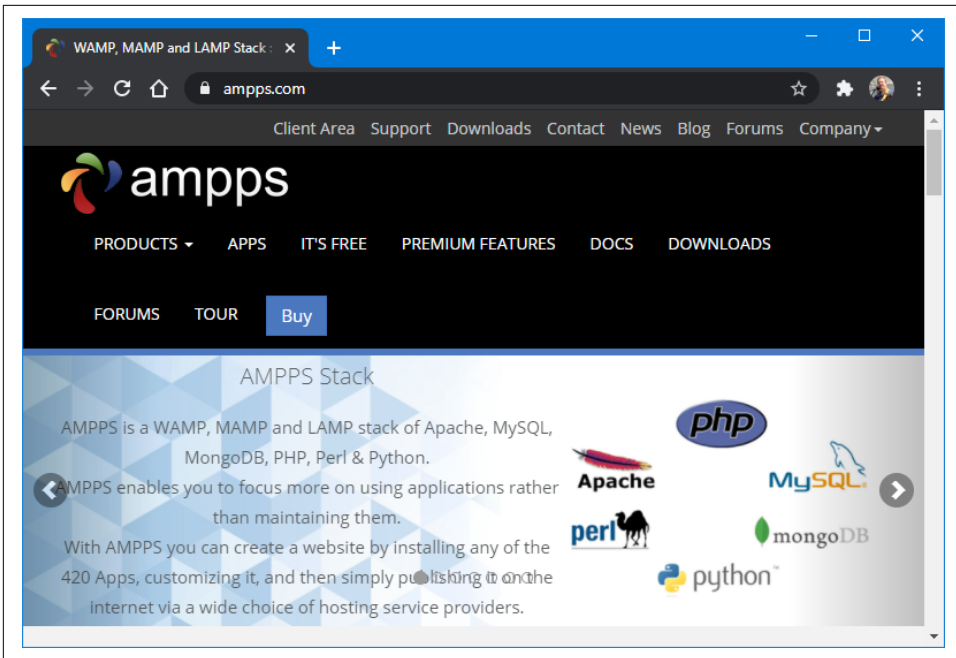 WAMP, MAMP and LAMP Stack :
ampps.com
Client Area Support Downloads Contact News Blog Forums Company
ampps
PRODUCTS APPS IT'S FREE PREMIUM FEATURES DOCS DOWNLOADS
FORUMS TOUR Buy
AMPPS Stack
AMPPS is a WAMP, MAMP and LAMP stack of Apache, MySQL,
MongoDB, PHP, Perl & Python.
AMPPS enables you to focus more on using applications rather
than maintaining them.
With AMPPS you can create a website by installing any of the
420 Apps, customizing it, and then simply publishing it on the
internet via a wide choice of hosting service providers.
php
Apache
MySQL
perl
mongoDB
python